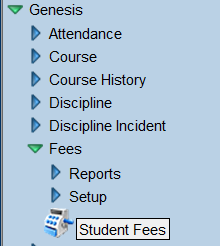 Genesis
Attendance
Course
Course History
Discipline
Discipline Incident
Fees
Reports
Setup
Student Fees